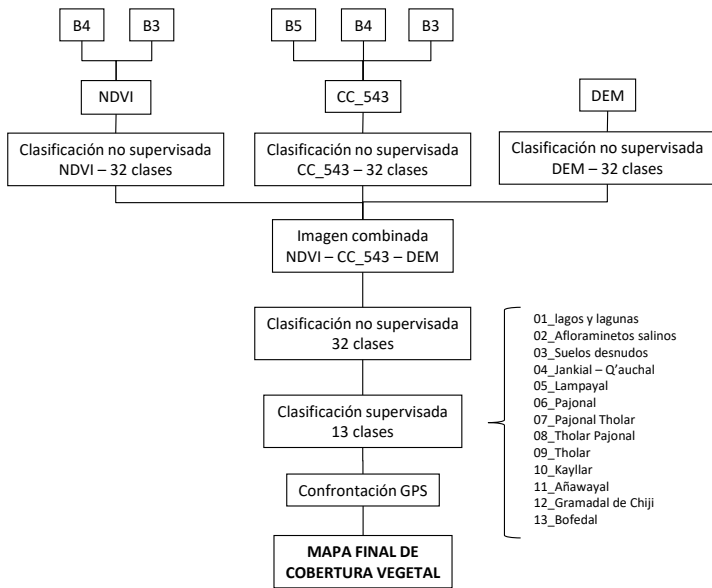 B4
B3
B5
B4
B3
NDVI
CC_543
DEM
Clasificación no supervisada
NDVI – 32 clases
Clasificación no supervisada
CC_543 – 32 clases
Clasificación no supervisada
DEM – 32 clases
Imagen combinada
NDVI – CC_543 – DEM
Clasificación no supervisada
32 clases
Clasificación supervisada
13 clases
Confrontación GPS
MAPA FINAL DE
COBERTURA VEGETAL
01_lagos y lagunas
02_Afloraminetos salinos
03_Suelos desnudos
04_Jankial – Q’auchal
05_Lampayal
06_Pajonal
07_Pajonal Tholar
08_Tholar Pajonal
09_Tholar
10_Kayllar
11_Añawayal
12_Gramadal de Chiji
13_Bofedal